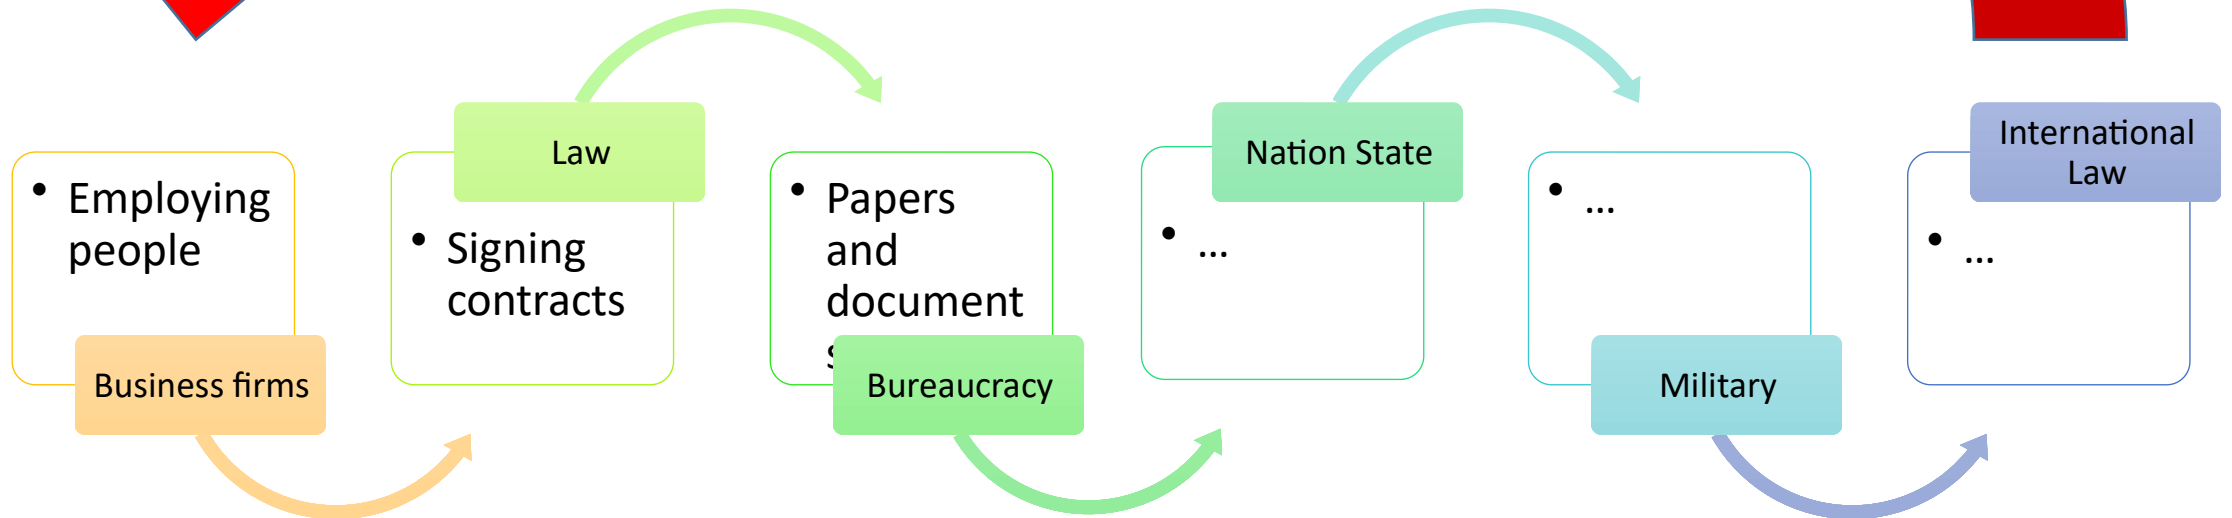 • Employing
people
Business firms
Law
• Signing
contracts
• Papers
and
document
s
Bureaucracy
Nation State
• ...
• ...
Military
International
Law
• ...